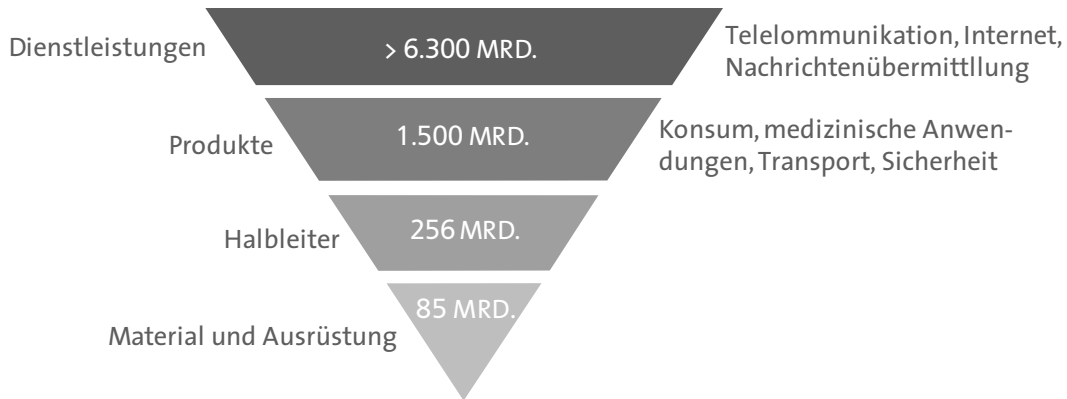 Dienstleistungen
> 6.300 MRD.
Telelommunikation, Internet,
Nachrichtenübermittllung
Produkte
1.500 MRD.
Konsum, medizinische Anwen-
dungen, Transport, Sicherheit
Halbleiter
256 MRD.
Material und Ausrüstung
85 MRD.